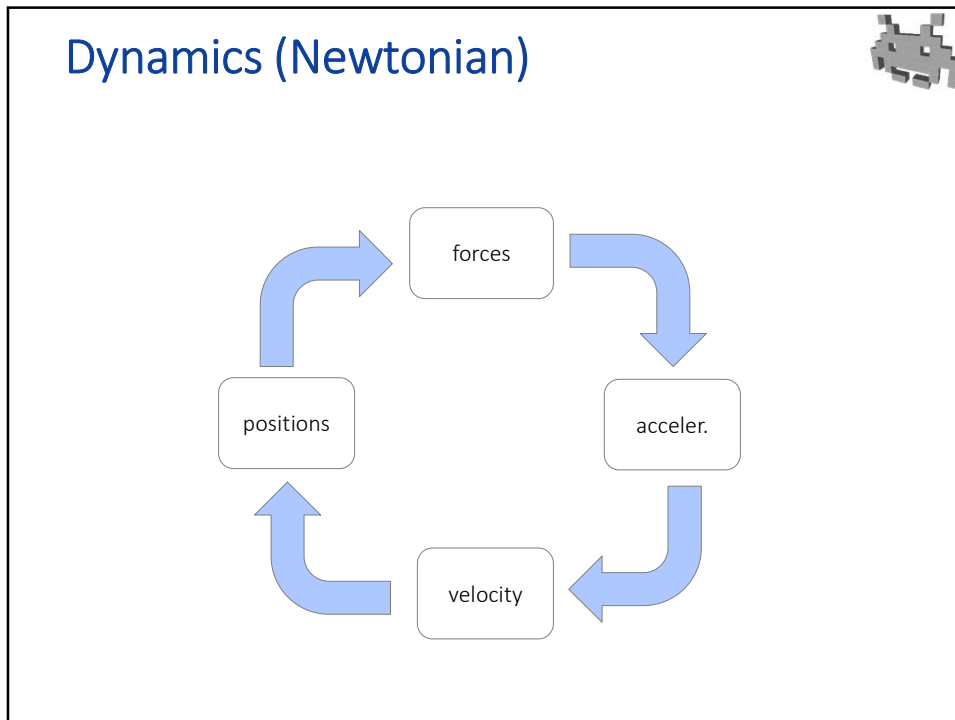 Dynamics (Newtonian)
forces
positions
acceler.
velocity